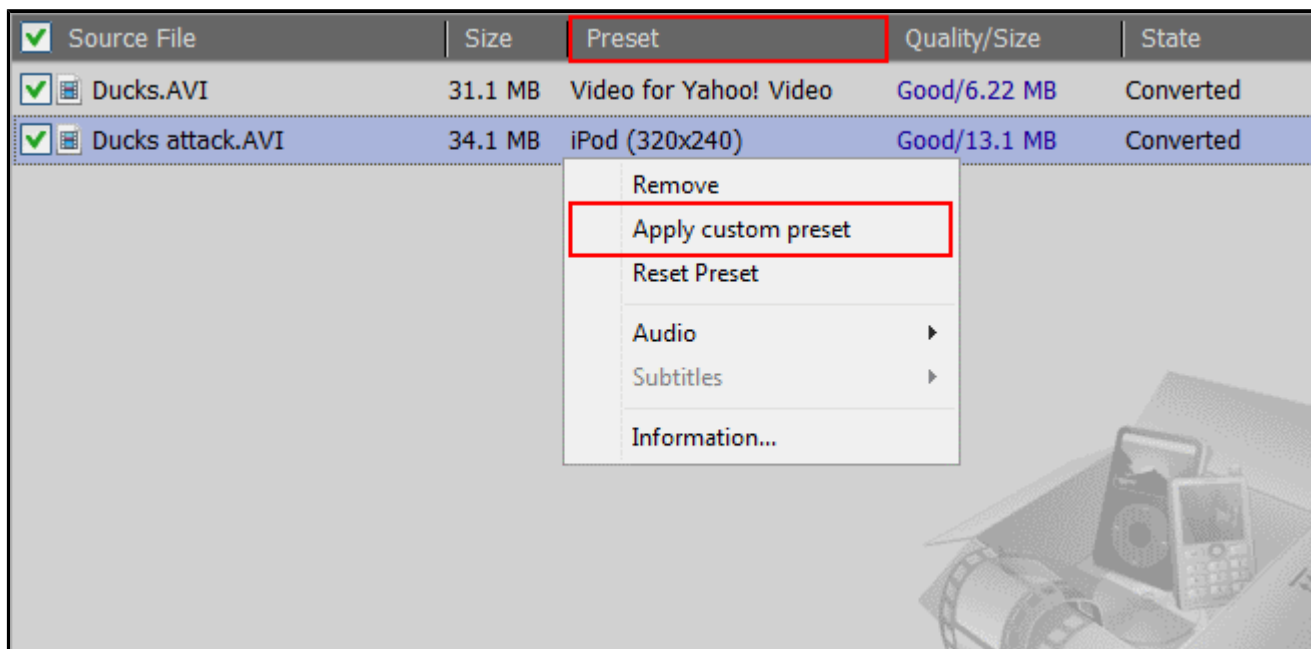 Source File Size Preset Quality/Size State
Ducks.AVI 31.1 MB Video for Yahoo! Video Good/6.22 MB Converted
Ducks attack.AVI 34.1 MB iPod (320x240) Good/13.1 MB Converted
Remove
Apply custom preset
Reset Preset
Audio
Subtitles
Information...